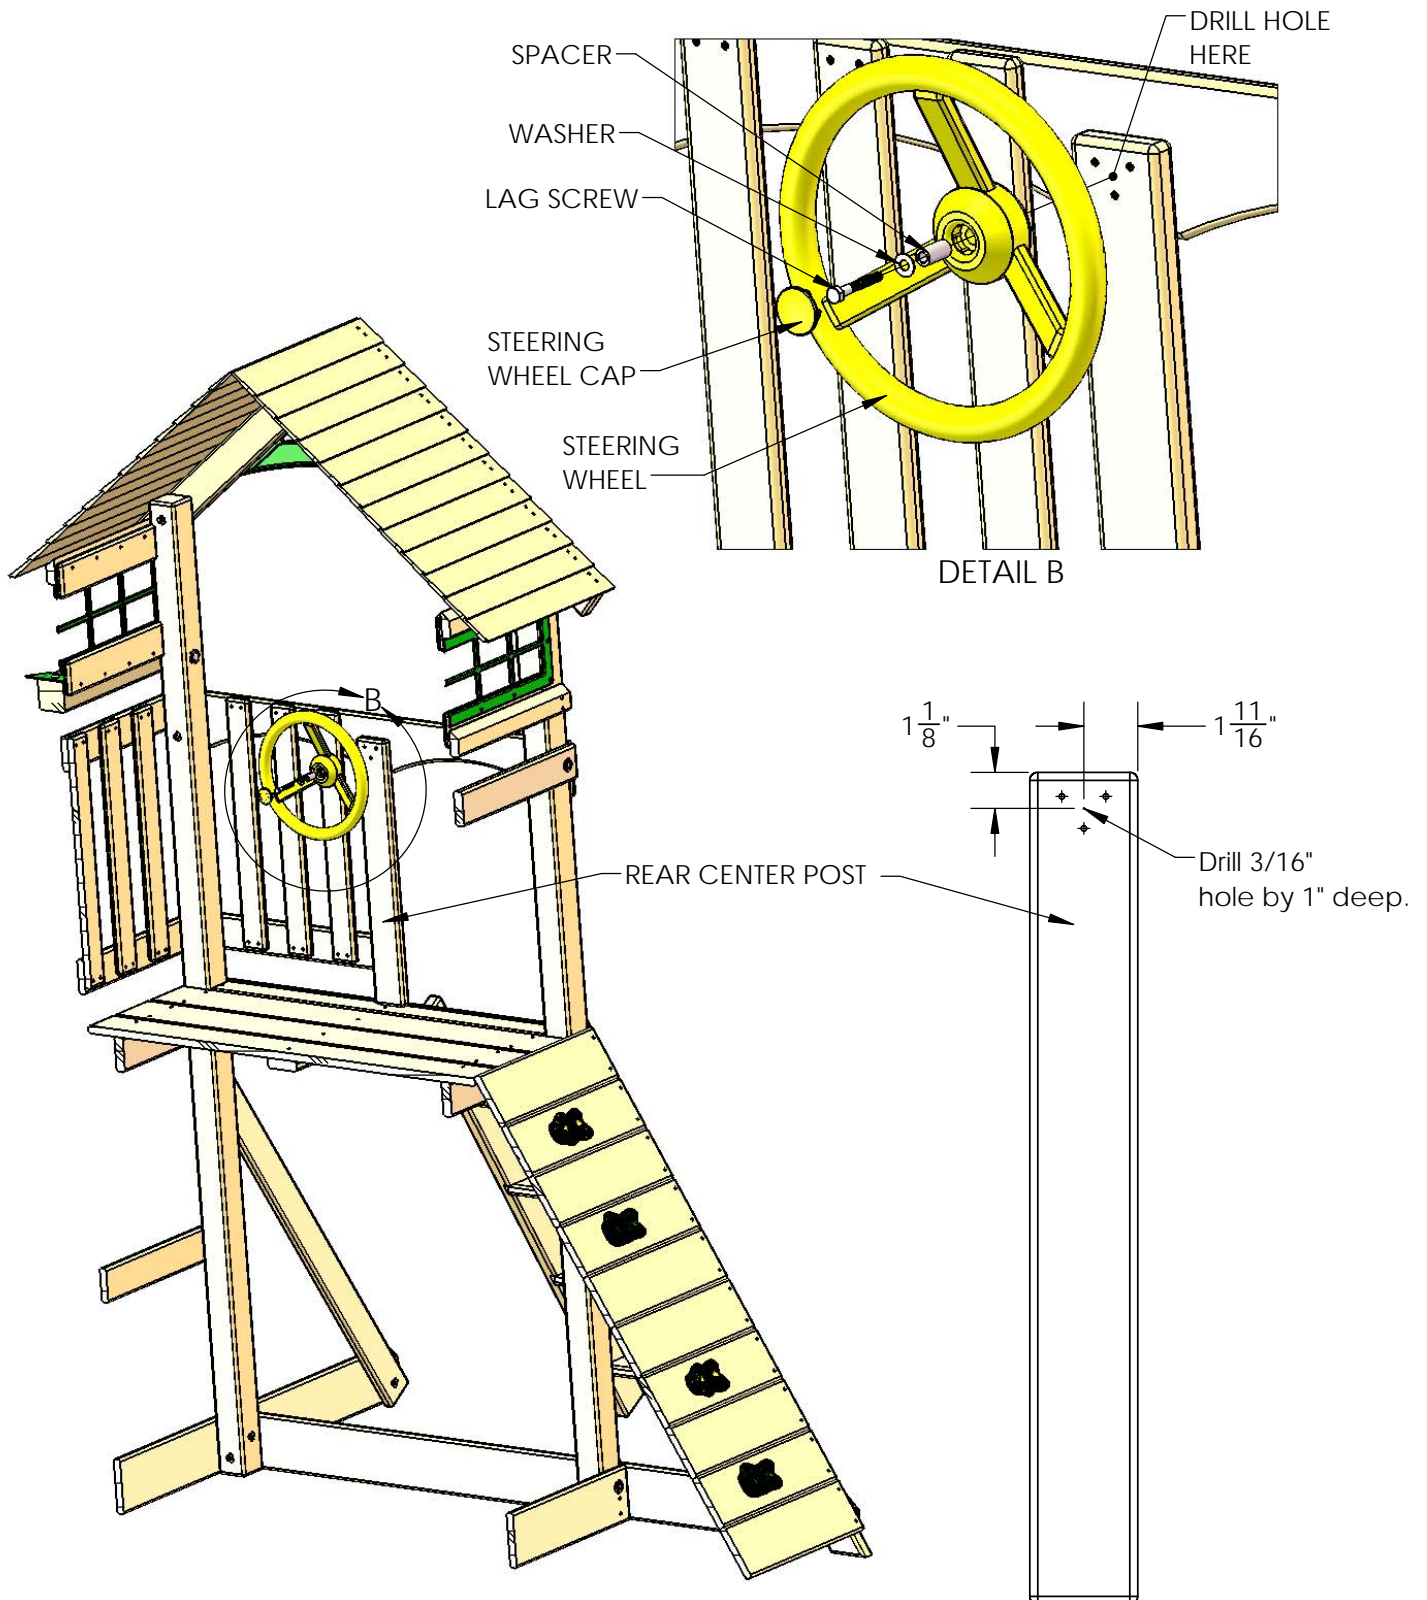 DRILL HOLE
HERE
SPACER
WASHER
LAG SCREW
STEERING
WHEEL CAP
STEERING
WHEEL
DETAIL B
B
1 1/8"
1 11/16"
Drill 3/16"
hole by 1" deep.
REAR CENTER POST